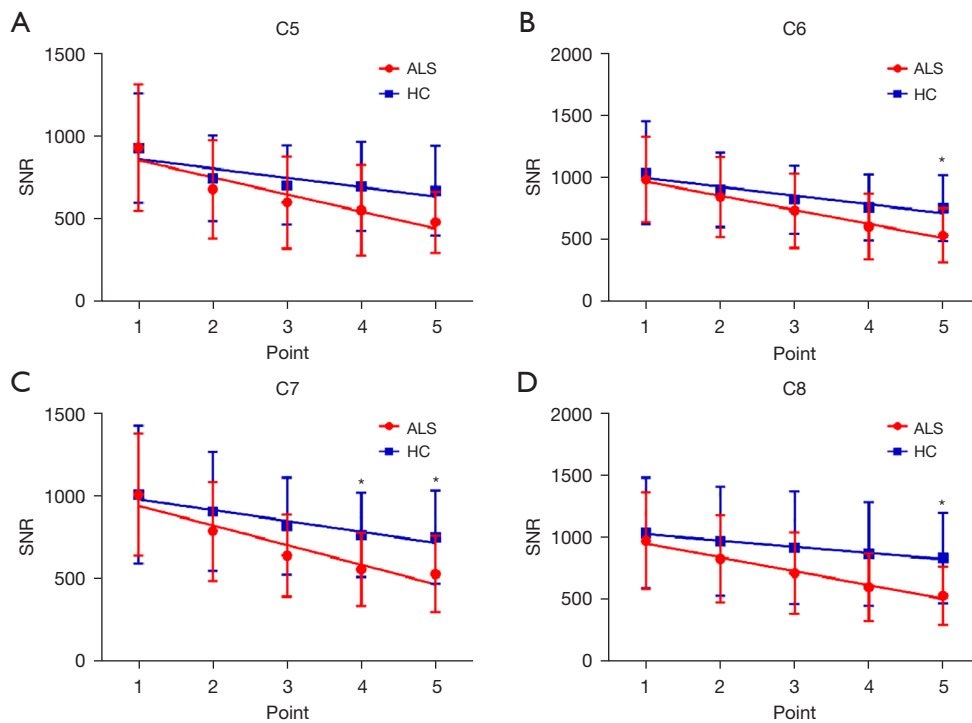 A
C5
1500
1000
500
0
SNR
ALS
HC
1 2 3 4 5
Point
B
C6
2000
1500
1000
500
0
SNR
ALS
HC
*
1 2 3 4 5
Point
C
C7
1500
1000
500
0
SNR
ALS
HC
* *
1 2 3 4 5
Point
D
C8
2000
1500
1000
500
0
SNR
ALS
HC
*
1 2 3 4 5
Point